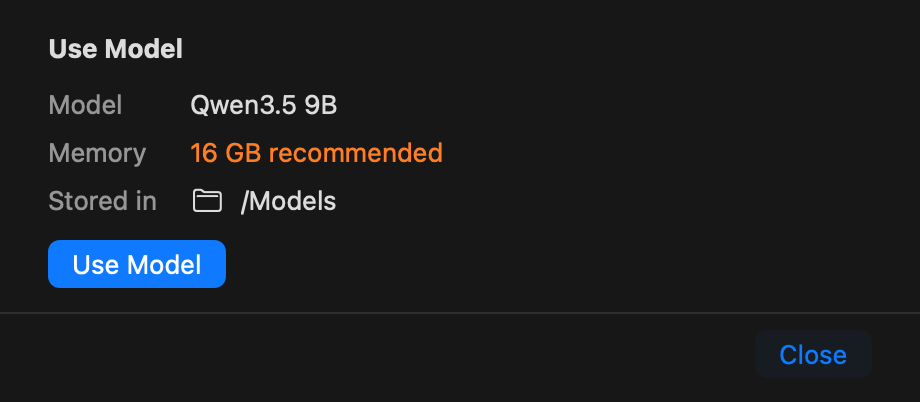 Use Model
Model Qwen3.5 9B
Memory 16 GB recommended
Stored in /Models
Use Model
Close